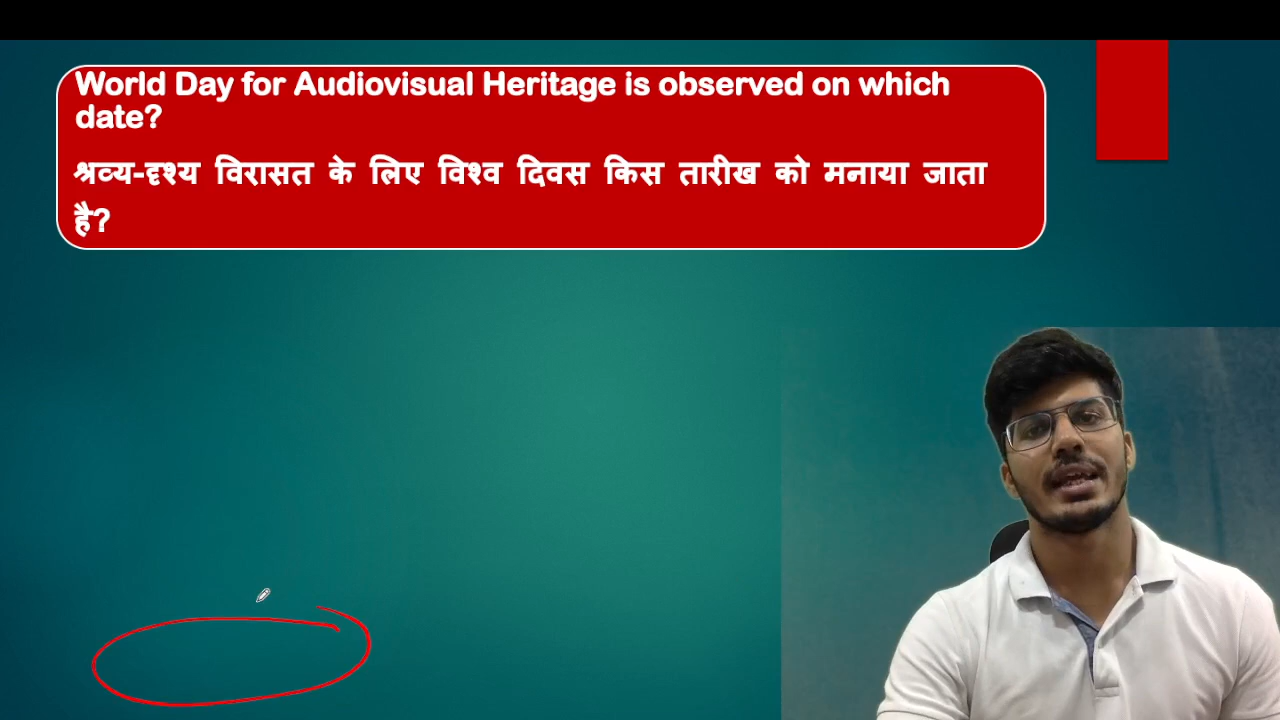 World Day for Audiovisual Heritage is observed on which
date?
श्रव्य-दृश्य विरासत के लिए विश्व दिवस किस तारीख को मनाया जाता
है?